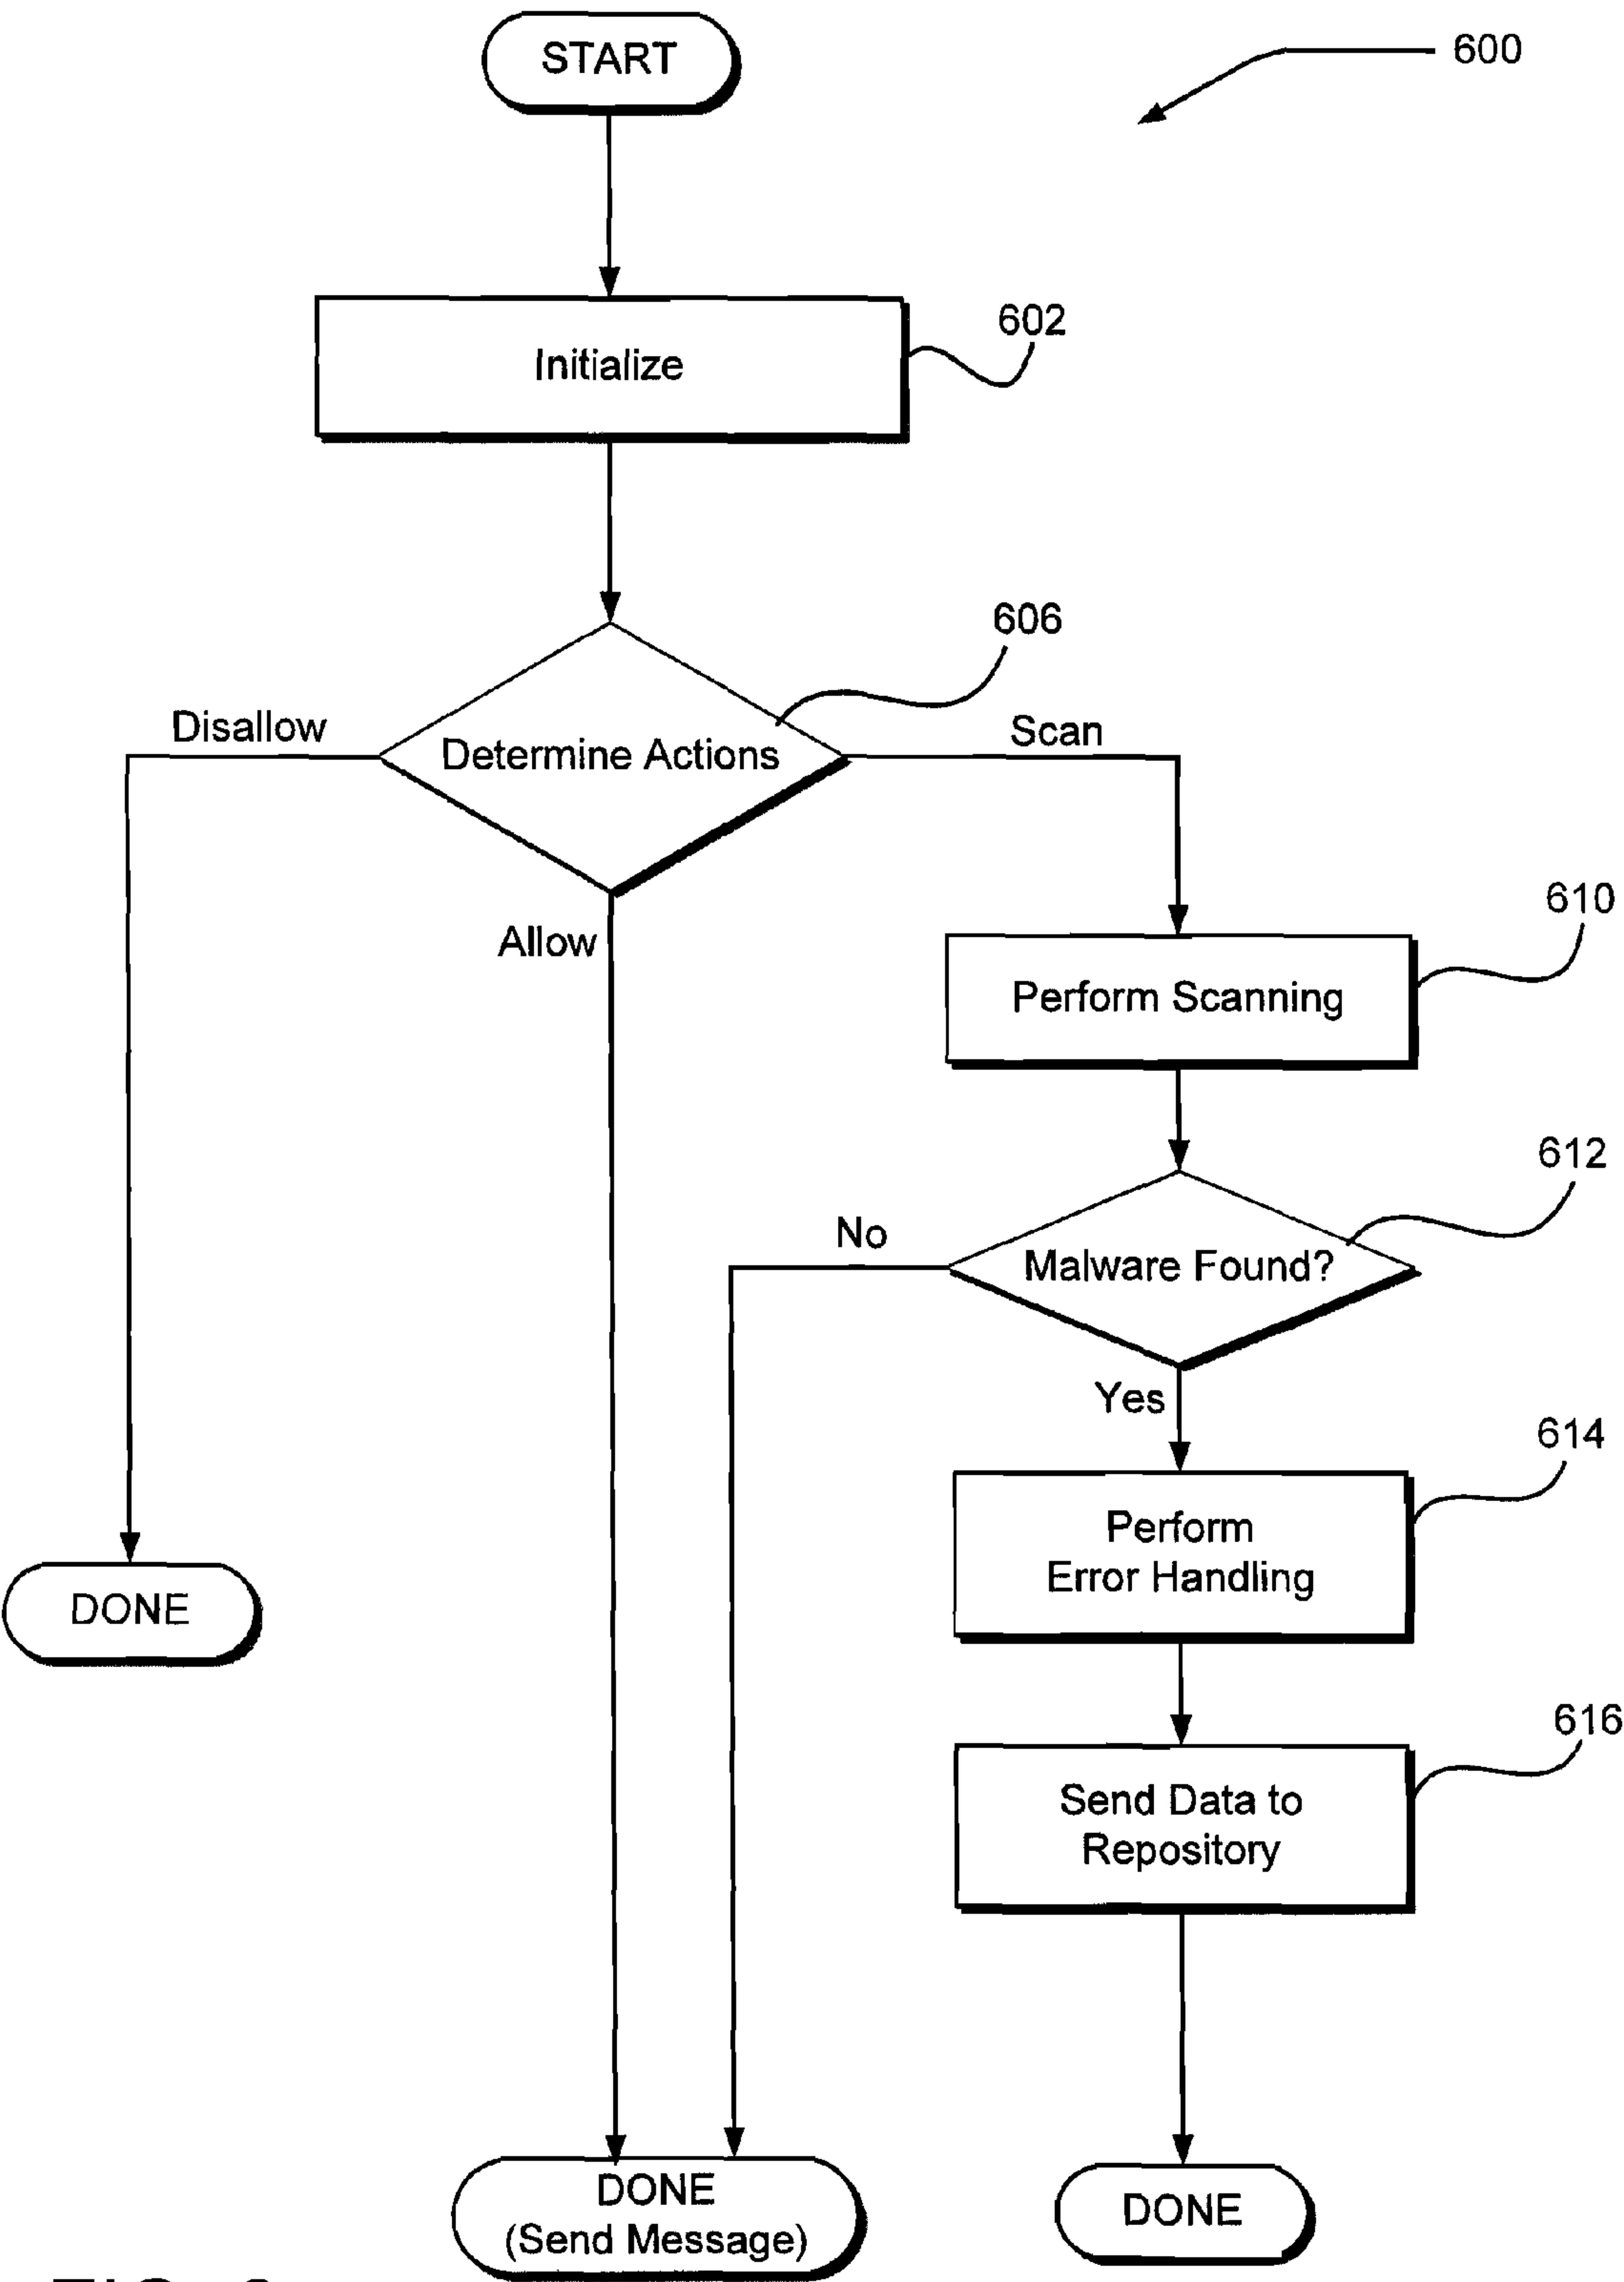 START
600
Initialize
602
606
Disallow
Determine Actions
Scan
Allow
610
Perform Scanning
612
No
Malware Found?
Yes
614
Perform
Error Handling
DONE
616
Send Data to
Repository
DONE
(Send Message)
DONE